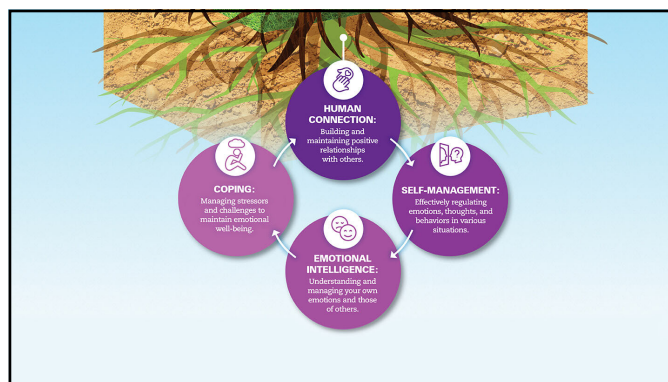 HUMAN
CONNECTION:
Building and
maintaining positive
relationships
with others.
SELF-MANAGEMENT:
Effectively regulating
emotions, thoughts, and
behaviors in various
situations.
EMOTIONAL
INTELLIGENCE:
Understanding and
managing your own
emotions and those
of others.
COPING:
Managing stressors
and challenges to
maintain emotional
well-being.